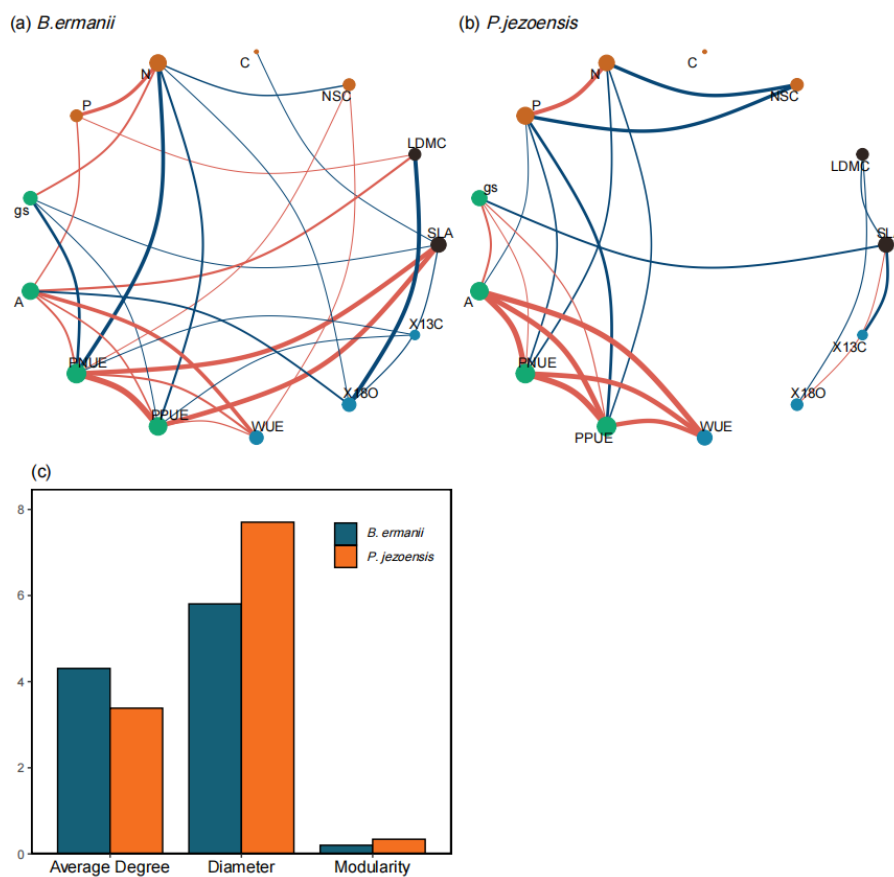 (a) B.ermanii
(b) P.jezoensis
C
N
NSC
P
LDMC
gs
SLA
A
X13C
PNUE
X18O
PPUE
WUE
C
N
NSC
P
LDMC
gs
SLA
A
X13C
PNUE
X18O
PPUE
WUE
(c)
8
6
4
2
0
B. ermanii
P. jezoensis
Average Degree Diameter Modularity